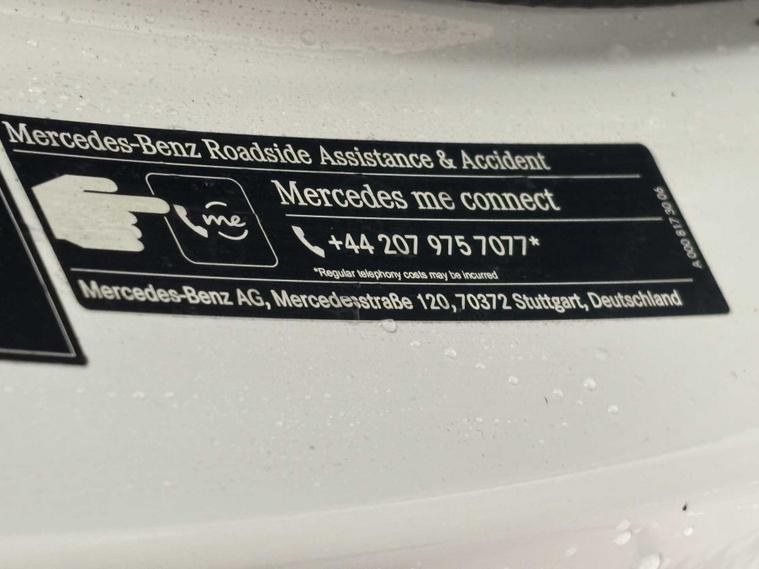 Mercedes-Benz Roadside Assistance & Accident
me
Mercedes me connect
+44 207 975 7077*
*Regular telephony costs may be incurred
Mercedes-Benz AG, Mercedesstraße 120, 70372 Stuttgart, Deutschland
A 000 817 30 06